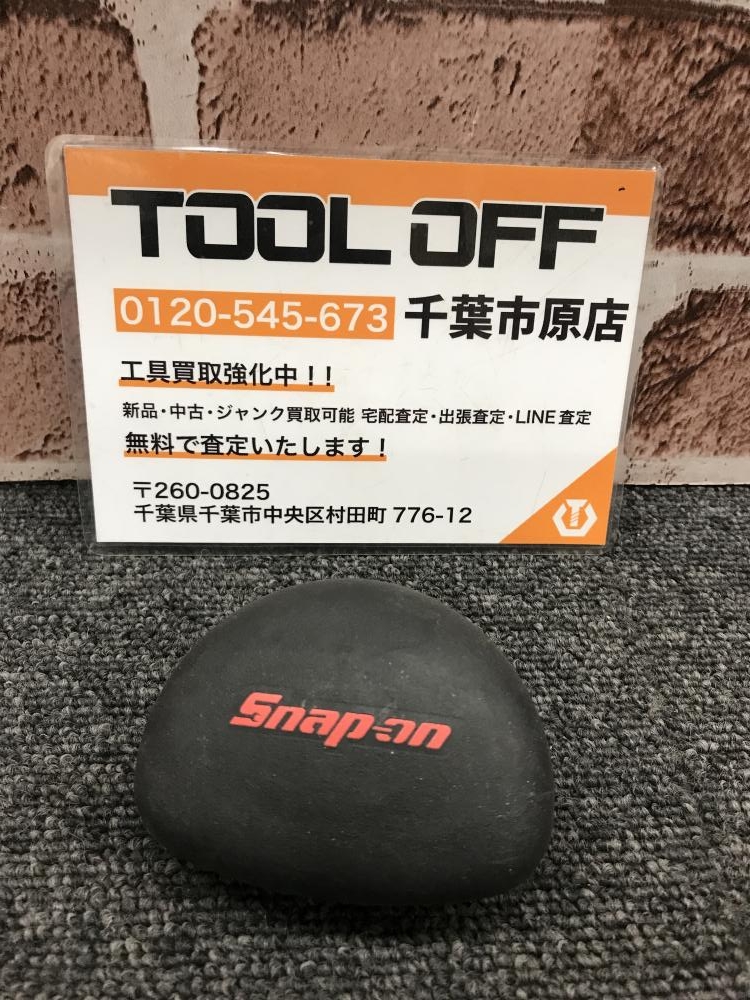 TOOL OFF
0120-545-673 千葉市原店
工具買取強化中！！
新品・中古・ジャンク買取可能 宅配査定・出張査定・LINE査定
無料で査定いたします！
〒260-0825
千葉県千葉市中央区村田町 776-12
Snap-on